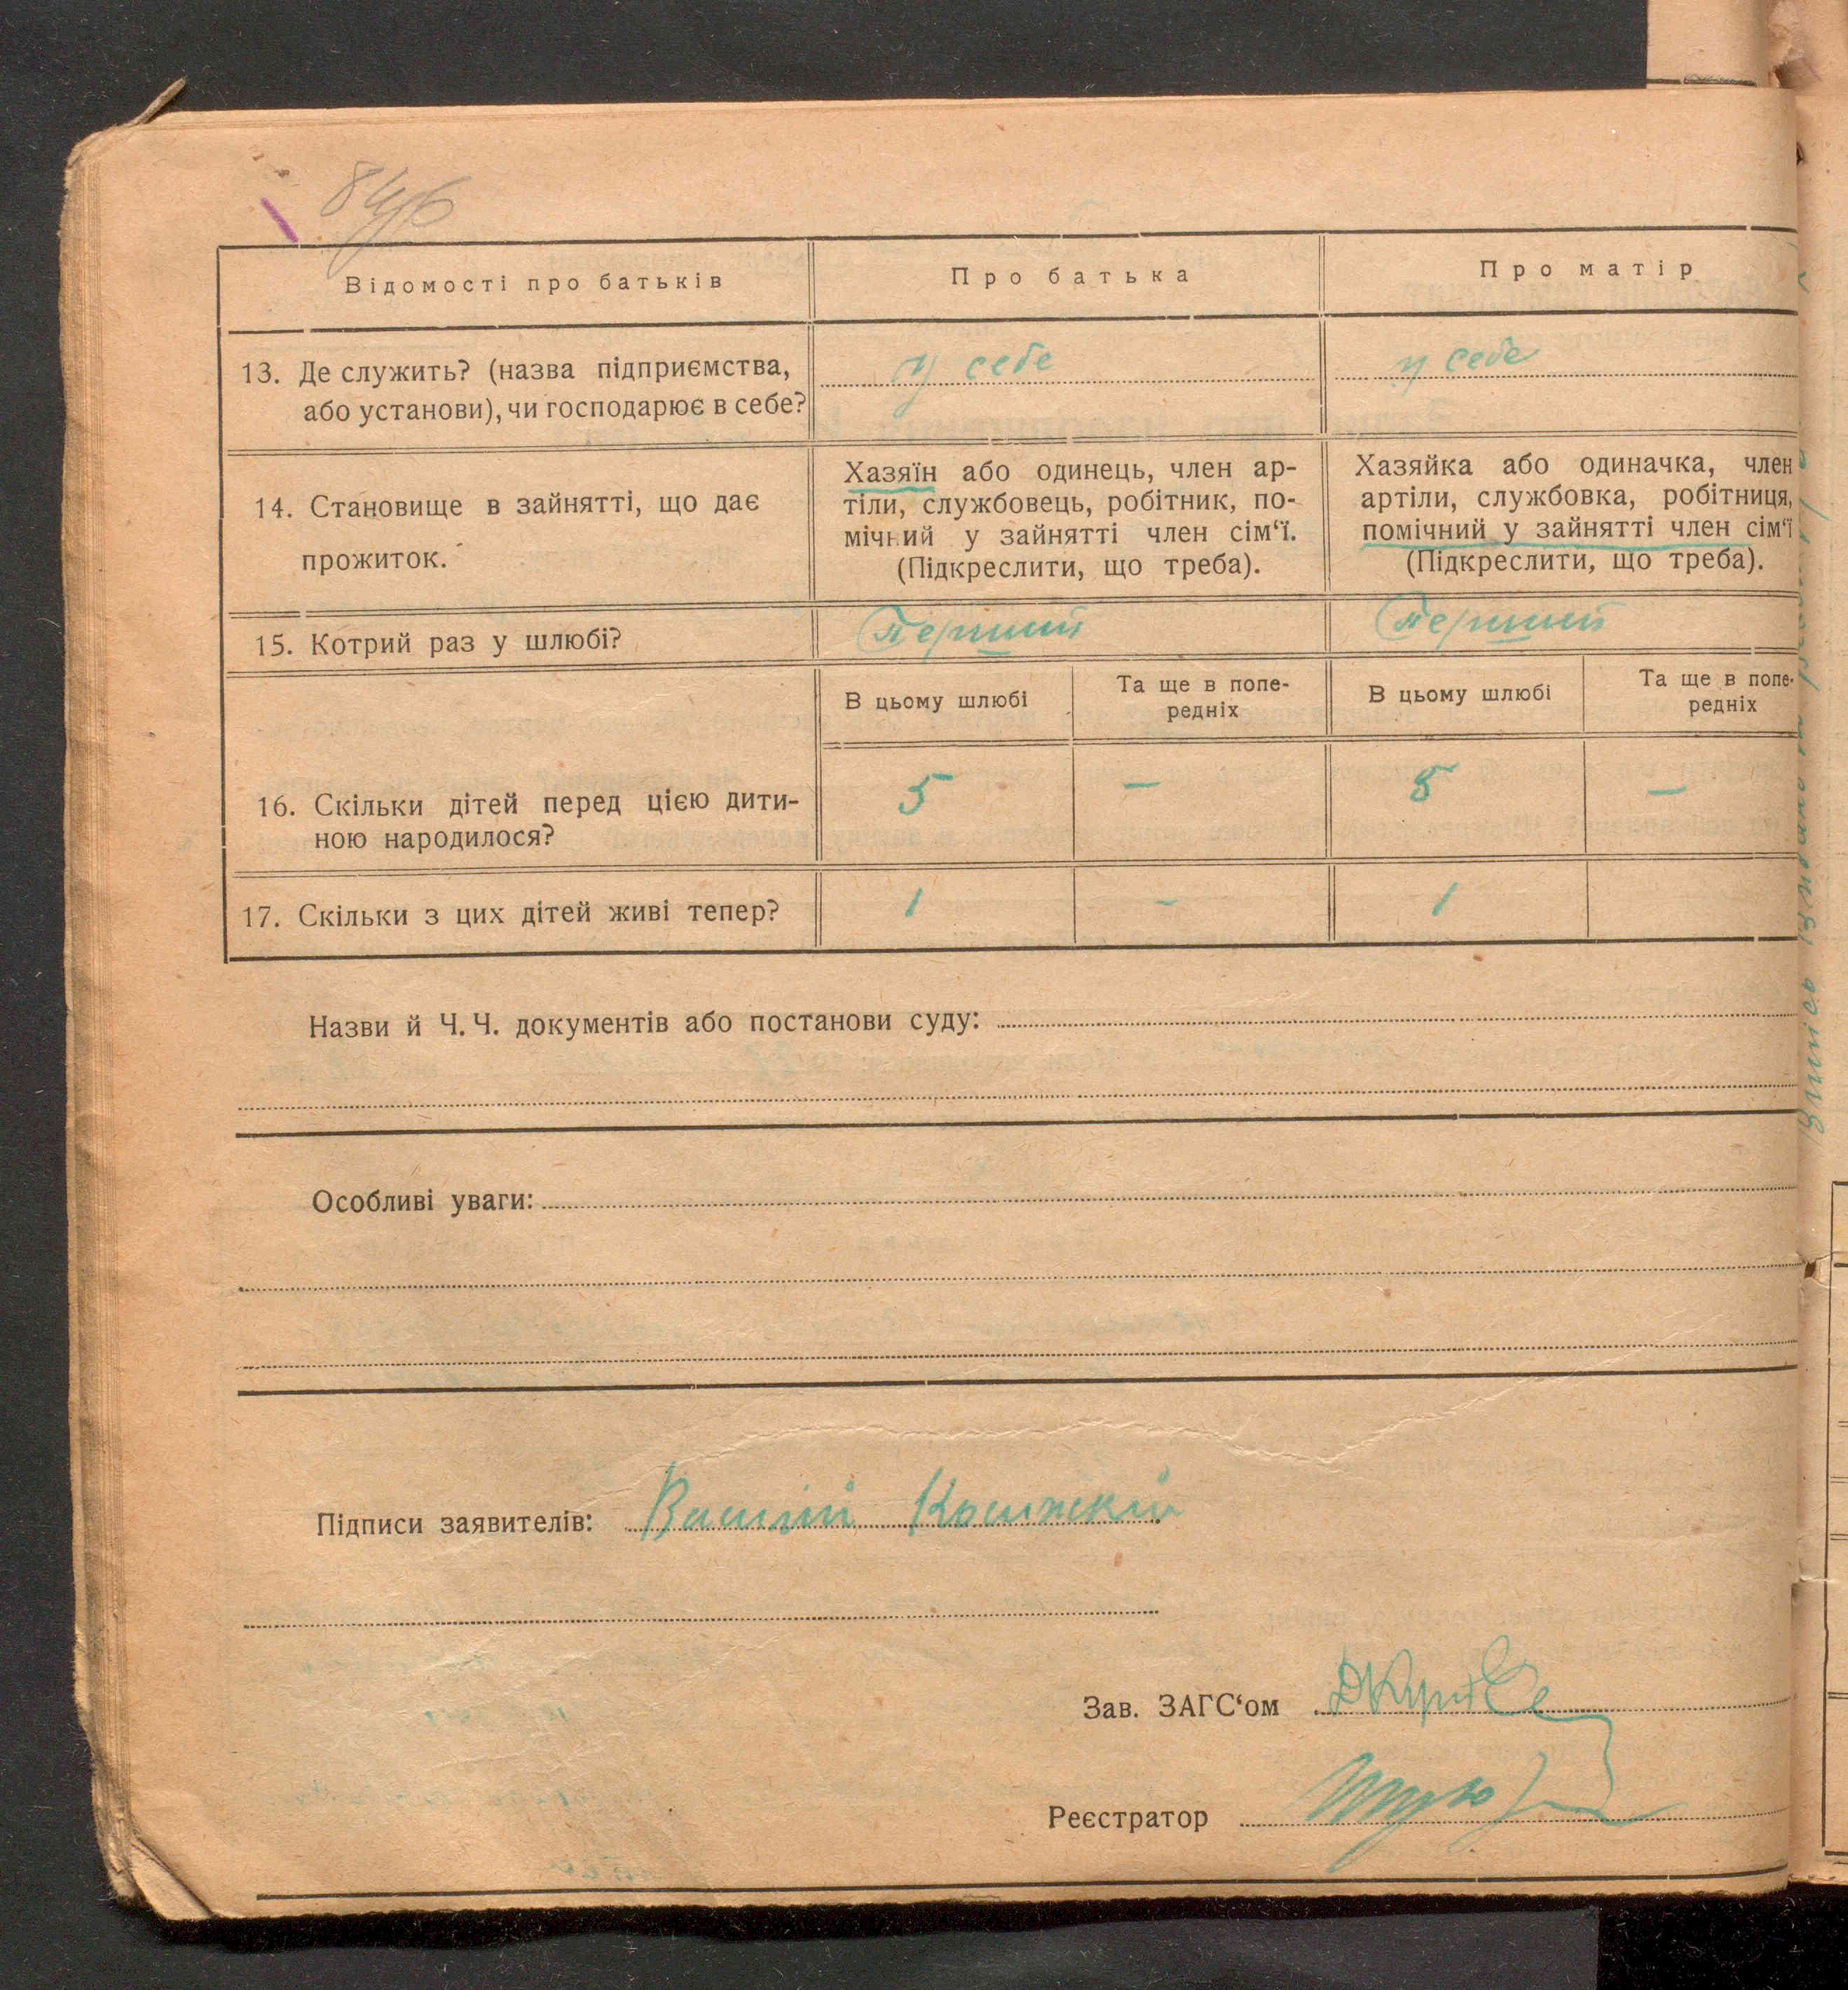 Відомості про батьків
Про батька
Про матір
13. Де служить? (назва підприємства,
або установи), чи господарює в себе?
у себе
у себе
14. Становище в зайнятті, що дає
прожиток.
Хазяїн або одинець, член ар-
тіли, службовець, робітник, по-
мічний у зайнятті член сім‘ї.
(Підкреслити, що треба).
Хазяйка або одиначка, член
артіли, службовка, робітниця,
помічний у зайнятті член сім‘ї
(Підкреслити, що треба).
15. Котрий раз у шлюбі?
Перший
Перший
В цьому шлюбі
Та ще в попе-
редніх
В цьому шлюбі
Та ще в попе-
редніх
16. Скільки дітей перед цією дити-
ною народилося?
5
—
5
—
17. Скільки з цих дітей живі тепер?
1
-
1
Назви й Ч. Ч. документів або постанови суду:
Особливі уваги:
Підписи заявителів:
Зав. ЗАГС‘ом
Реєстратор